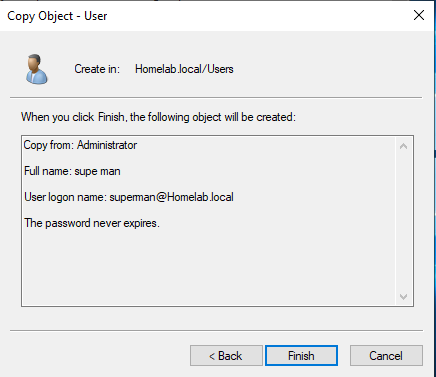 Copy Object - User
Create in: Homelab.local/Users
When you click Finish, the following object will be created:
Copy from: Administrator
Full name: supe man
User logon name: superman@Homelab.local
The password never expires.
< Back Finish Cancel